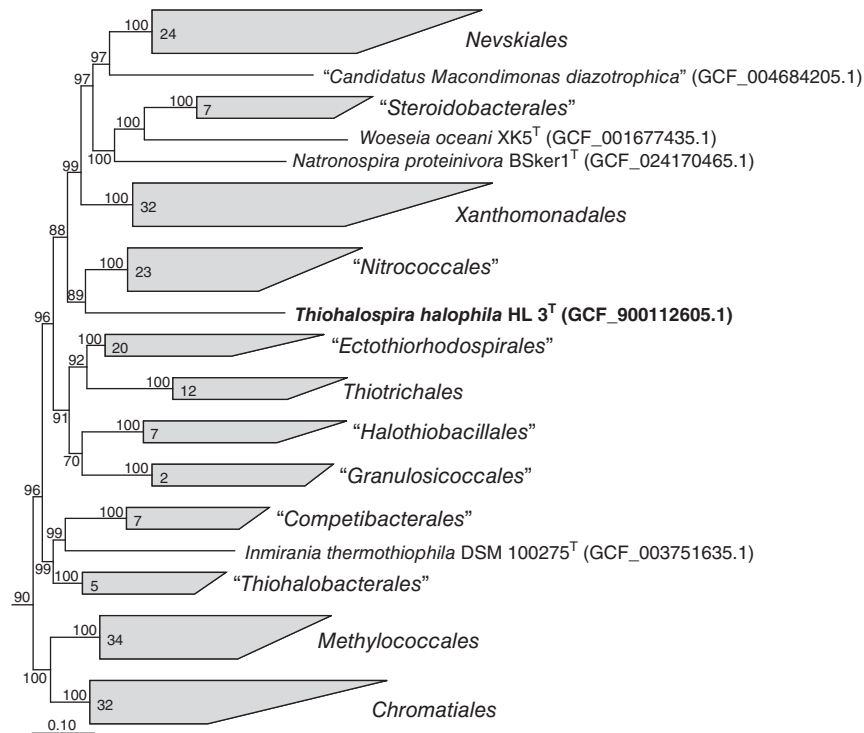 100
24
Nevskiales
97
“Candidatus Macondimonas diazotrophica” (GCF_004684205.1)
97
100
7
“Steroidobacterales”
100
Woeseia oceani XK5T (GCF_001677435.1)
100
Natronospira proteinivora BSker1T (GCF_024170465.1)
99
100
32
Xanthomonadales
88
100
23
“Nitrococcales”
89
Thiohalospira halophila HL 3T (GCF_900112605.1)
96
100
20
“Ectothiorhodospirales”
92
100
12
Thiotrichales
91
100
7
“Halothiobacillales”
70
100
2
“Granulosicoccales”
96
100
7
“Competibacterales”
99
Inmirania thermothiophila DSM 100275T (GCF_003751635.1)
99
100
5
“Thiohalobacterales”
90
100
34
Methylococcales
100
100
32
Chromatiales
0.10